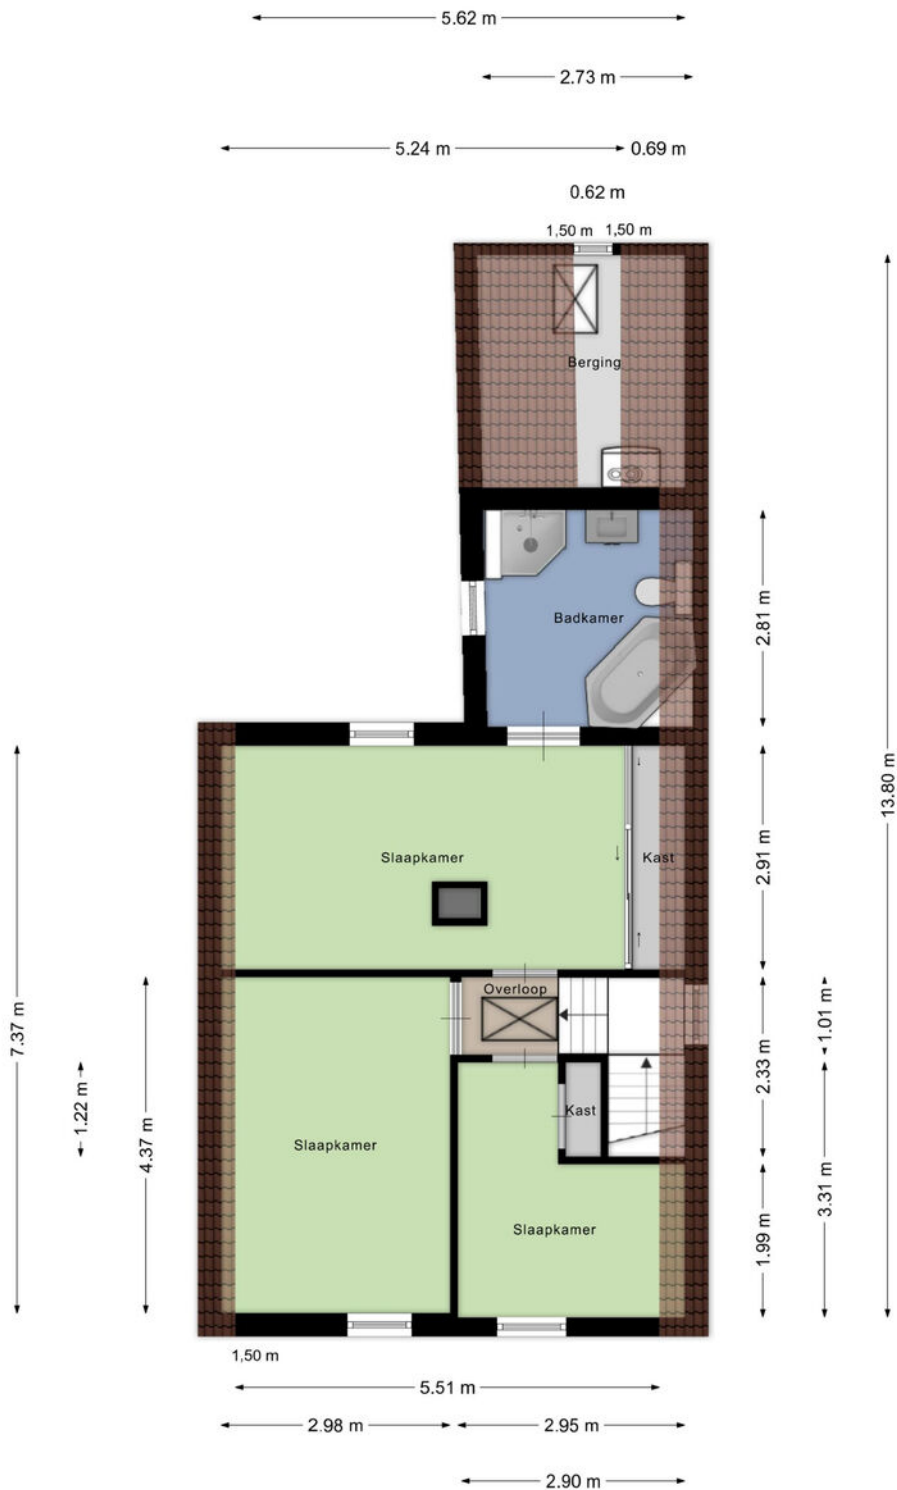 5.62 m
2.73 m
5.24 m
0.69 m
0.62 m
1,50 m
1,50 m
Berging
Badkamer
2.81 m
13.80 m
Slaapkamer
Kast
2.91 m
7.37 m
Overloop
1.01 m
2.33 m
1.22 m
4.37 m
Kast
Slaapkamer
3.31 m
Slaapkamer
1.99 m
1,50 m
5.51 m
2.98 m
2.95 m
2.90 m